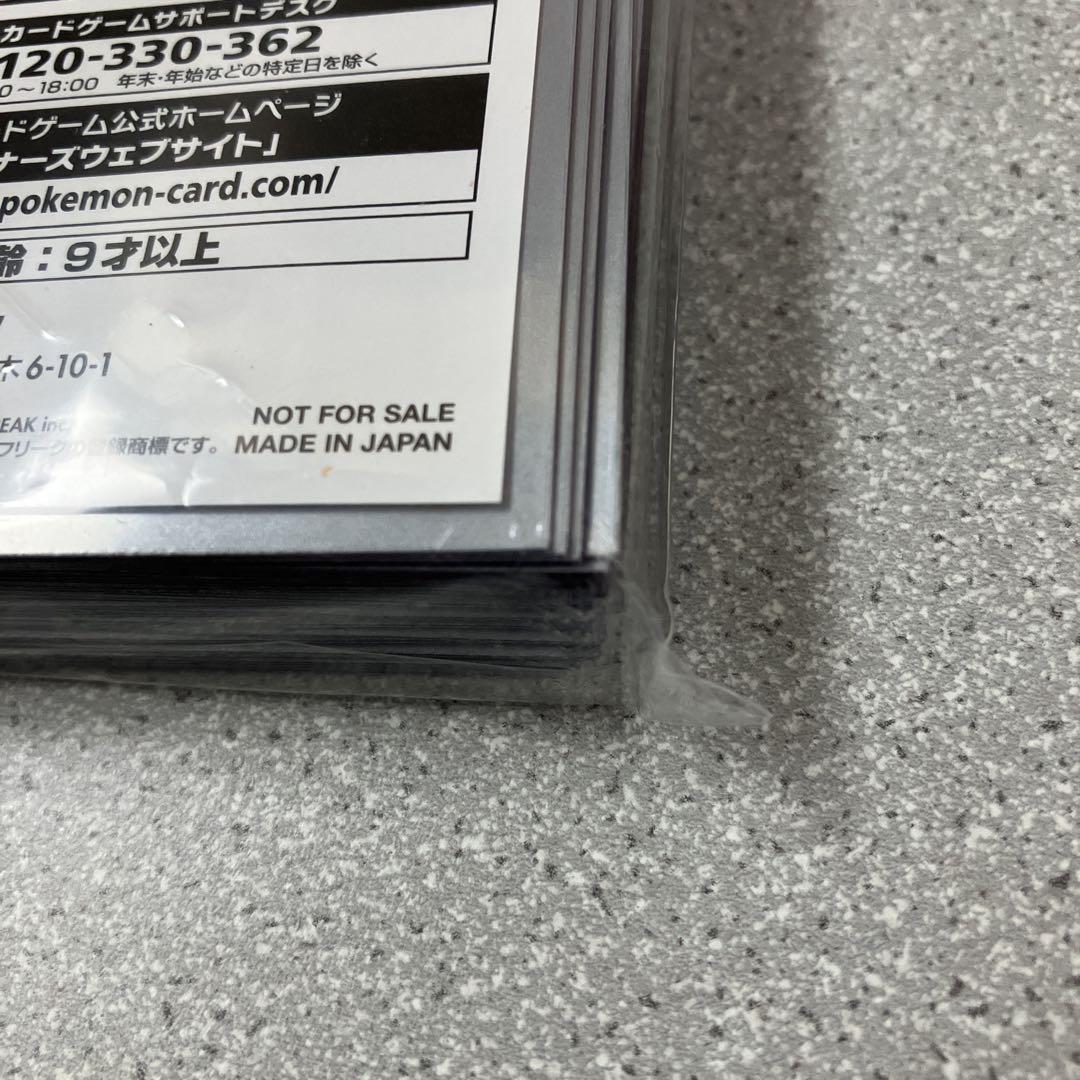 カードゲームサポートデスク
120-330-362
0～18:00 年末・年始などの特定日を除く
ドゲーム公式ホームページ
ナーズウェブサイト」
pokemon-card.com/
齢：9才以上
木6-10-1
EAK inc.
NOT FOR SALE
フリークの登録商標です。
MADE IN JAPAN